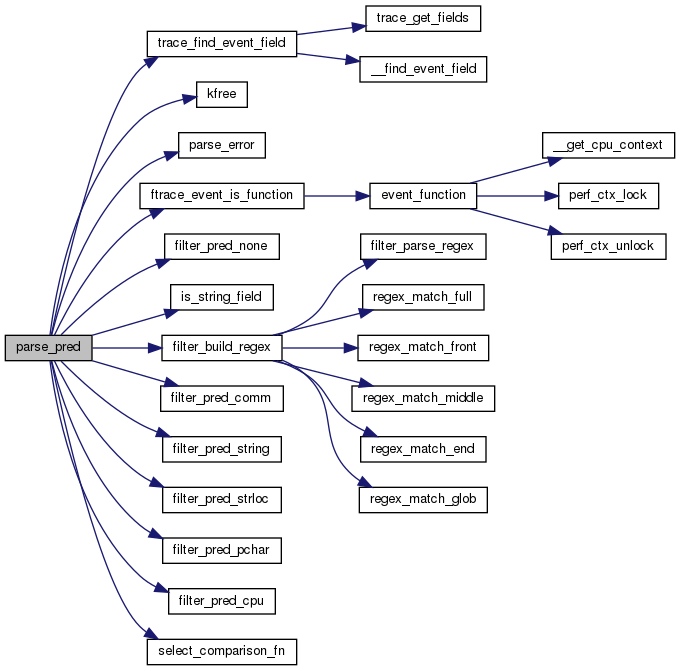 trace_get_fields
trace_find_event_field
__find_event_field
kfree
parse_error
__get_cpu_context
ftrace_event_is_function
event_function
perf_ctx_lock
filter_pred_none
filter_parse_regex
perf_ctx_unlock
is_string_field
regex_match_full
parse_pred
filter_build_regex
regex_match_front
filter_pred_comm
regex_match_middle
filter_pred_string
regex_match_end
filter_pred_strloc
regex_match_glob
filter_pred_pchar
filter_pred_cpu
select_comparison_fn